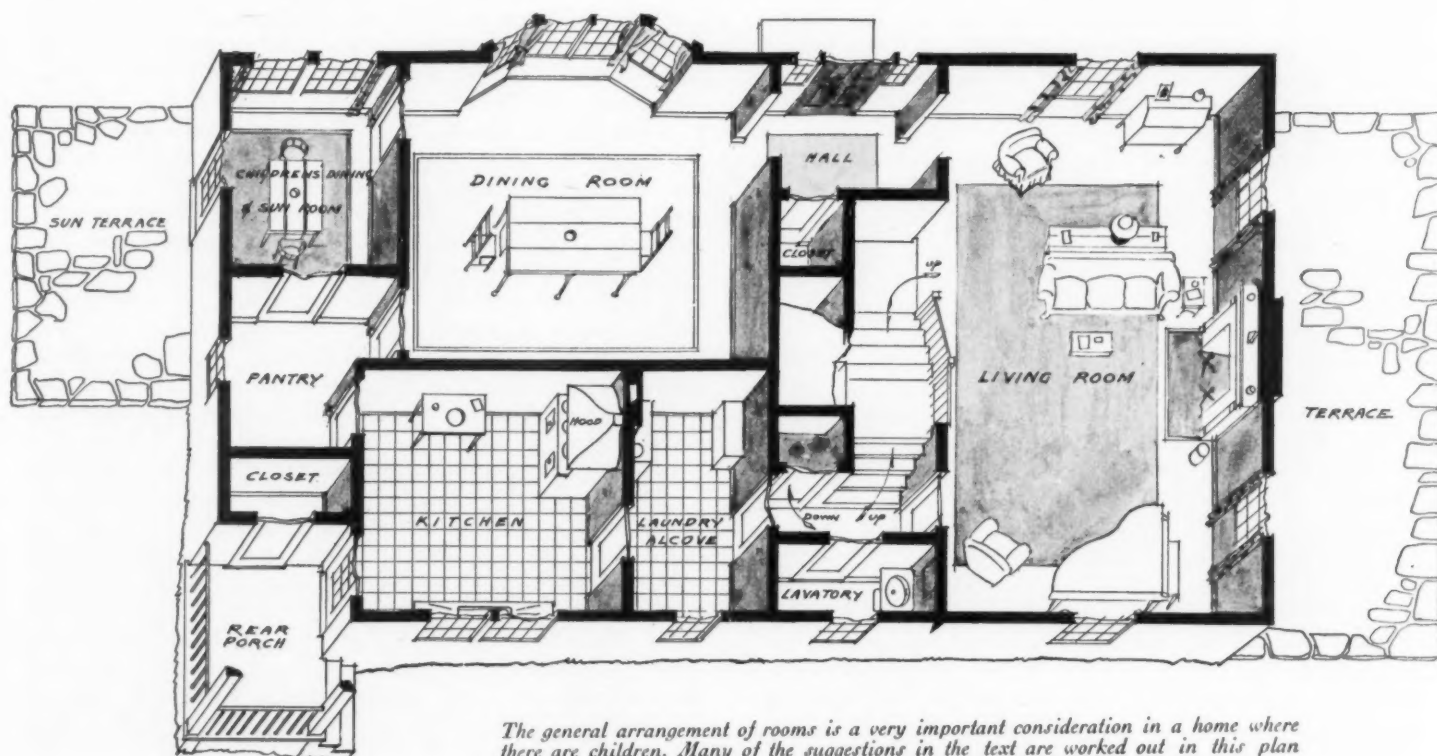 SUN TERRACE
CHILDRENS DINING
& SUN ROOM
DINING ROOM
HALL
CLOSET
UP
LIVING ROOM
TERRACE
PANTRY
HOOD
CLOSET
KITCHEN
LAUNDRY
ALCOVE
DOWN UP
LAVATORY
REAR
PORCH
The general arrangement of rooms is a very important consideration in a home where
there are children. Many of the suggestions in the text are worked out in this plan